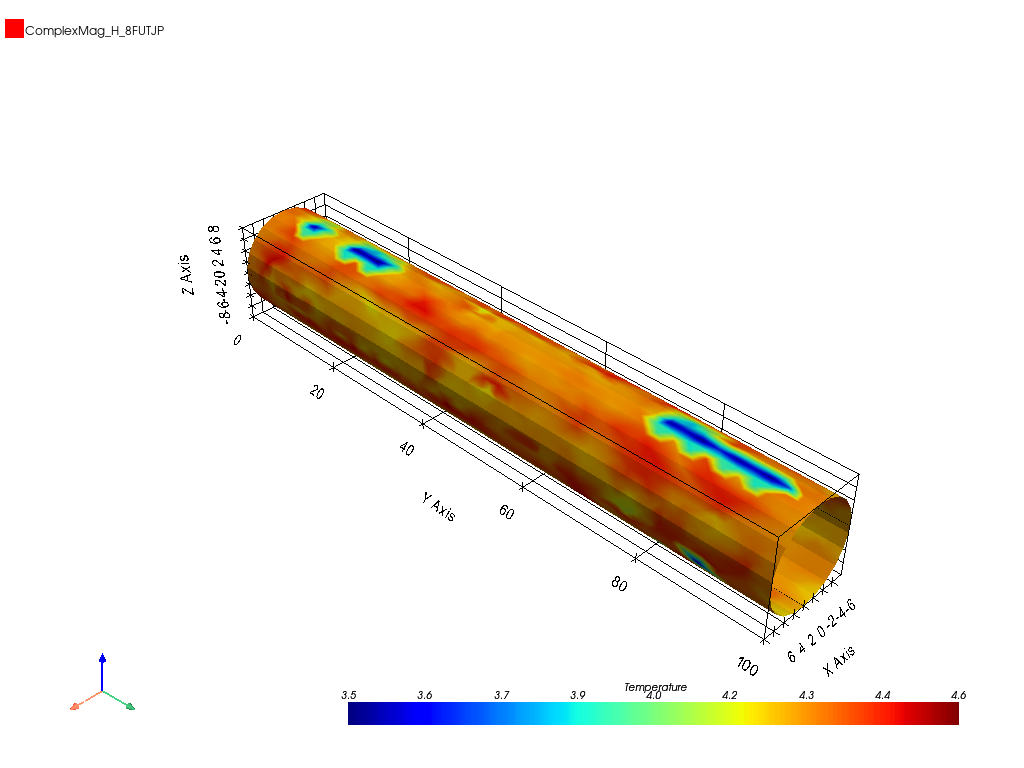 ComplexMag_H_8FUTJP
Z Axis
-8-6-4-20 2 4 6 8
0
20
40
Y Axis
60
80
100
6 4 2 0 -2-4-6
X Axis
Temperature
3.5 3.6 3.7 3.9 4.0 4.2 4.3 4.4 4.6